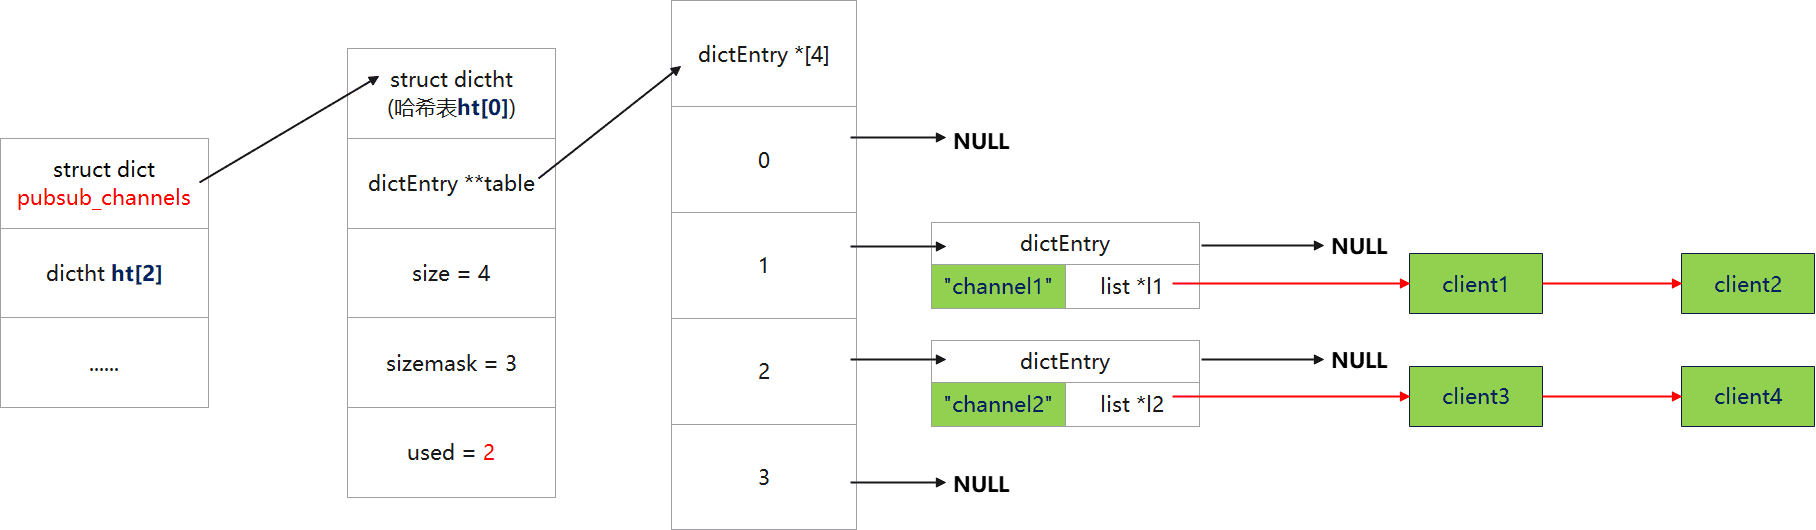 struct dict
pubsub_channels
dictht ht[2]
......
struct dictht
(哈希表ht[0])
dictEntry **table
size = 4
sizemask = 3
used = 2
dictEntry *[4]
0
NULL
1
dictEntry
NULL
"channel1"
list *l1
client1
client2
2
dictEntry
NULL
"channel2"
list *l2
client3
client4
3
NULL